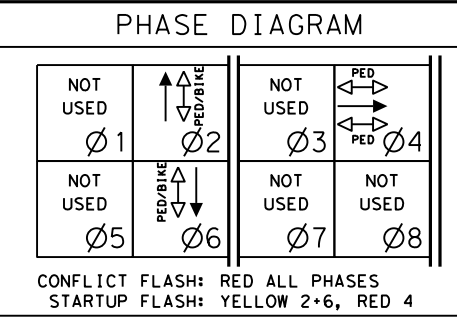 PHASE DIAGRAM
NOT USED Ø1
PED/BIKE Ø2
NOT USED Ø3
PED PED Ø4
NOT USED Ø5
PED/BIKE Ø6
NOT USED Ø7
NOT USED Ø8
CONFLICT FLASH: RED ALL PHASES
STARTUP FLASH: YELLOW 2+6, RED 4